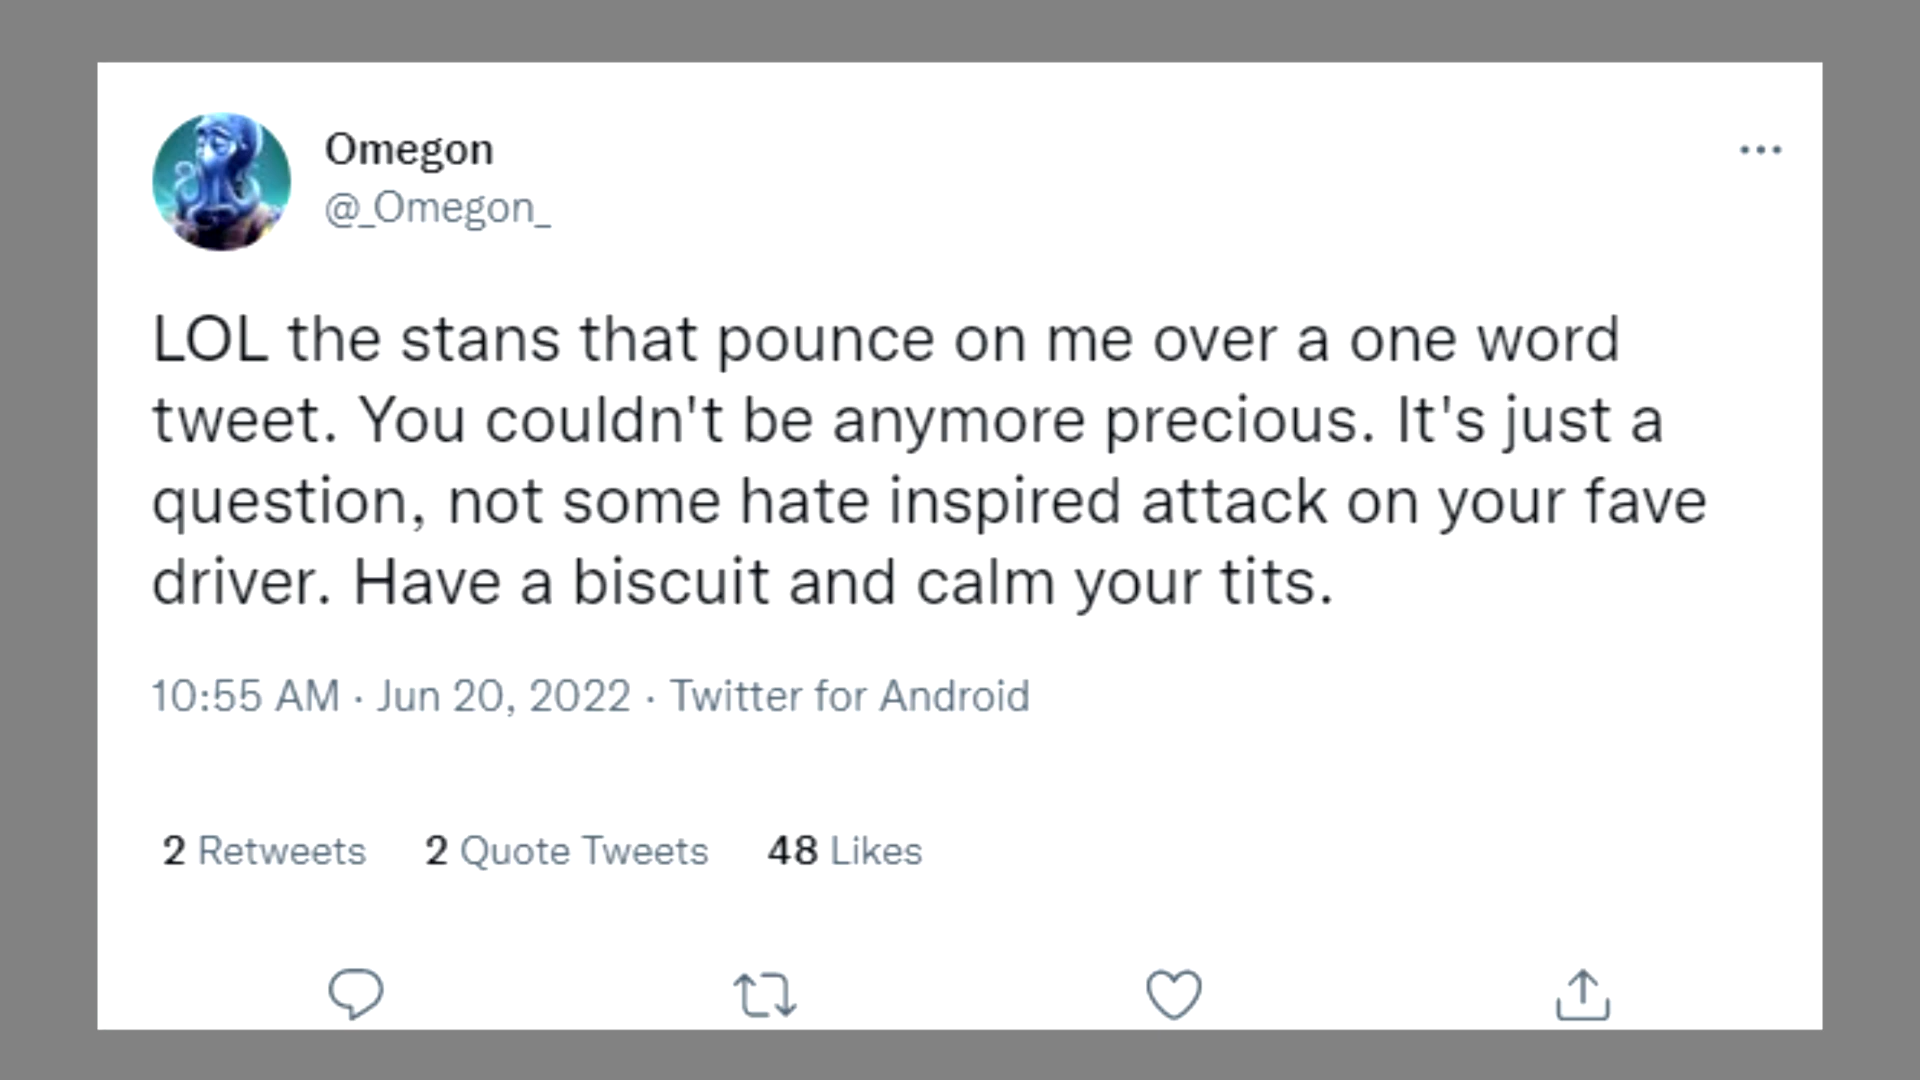 Omegon
@_Omegon_
LOL the stans that pounce on me over a one word
tweet. You couldn't be anymore precious. It's just a
question, not some hate inspired attack on your fave
driver. Have a biscuit and calm your tits.
10:55 AM · Jun 20, 2022 · Twitter for Android
2 Retweets 2 Quote Tweets 48 Likes